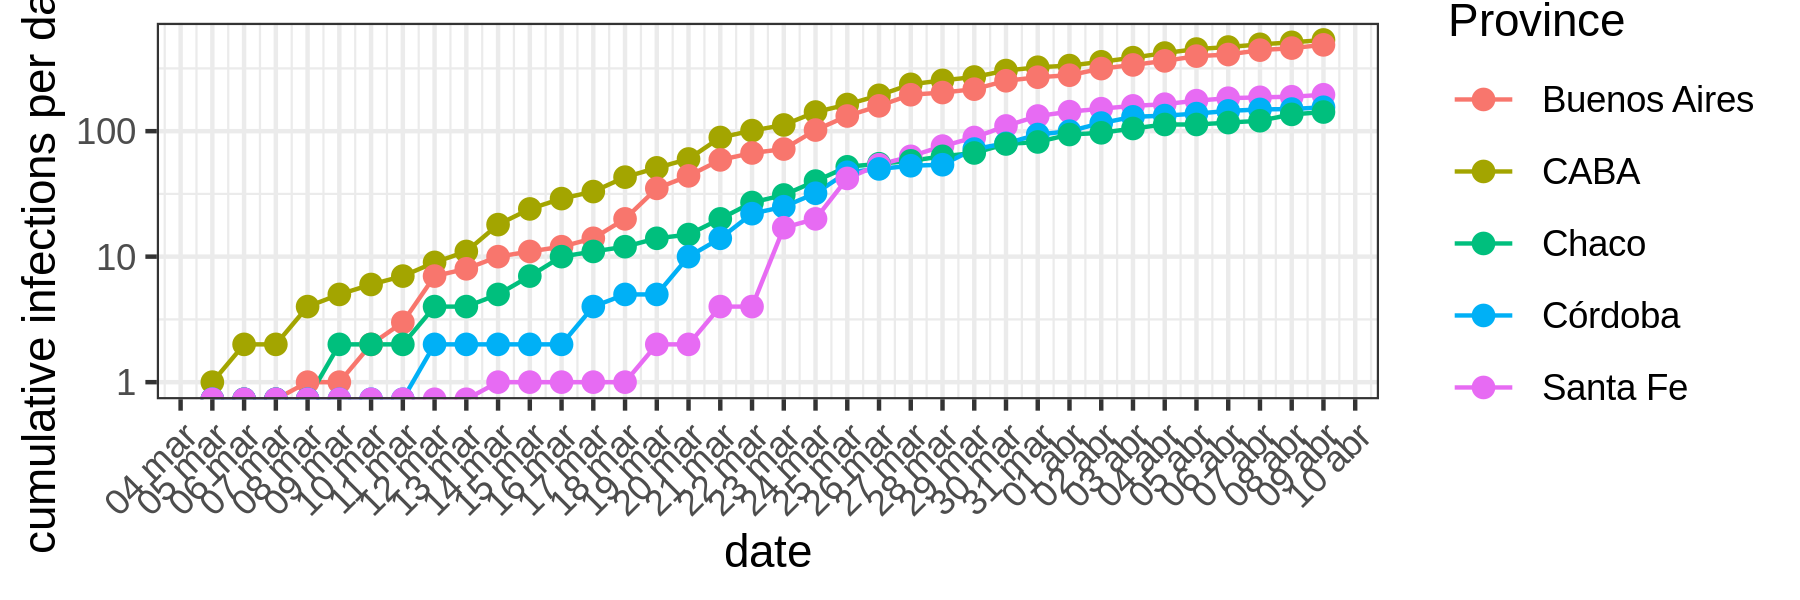 cumulative infections per da
100
10
1
04-mar
05-mar
06-mar
07-mar
08-mar
09-mar
10-mar
11-mar
12-mar
13-mar
14-mar
15-mar
16-mar
17-mar
18-mar
19-mar
20-mar
21-mar
22-mar
23-mar
24-mar
25-mar
26-mar
27-mar
28-mar
29-mar
30-mar
31-mar
01-abr
02-abr
03-abr
04-abr
05-abr
06-abr
07-abr
08-abr
09-abr
10-abr
date
Province
Buenos Aires
CABA
Chaco
Córdoba
Santa Fe